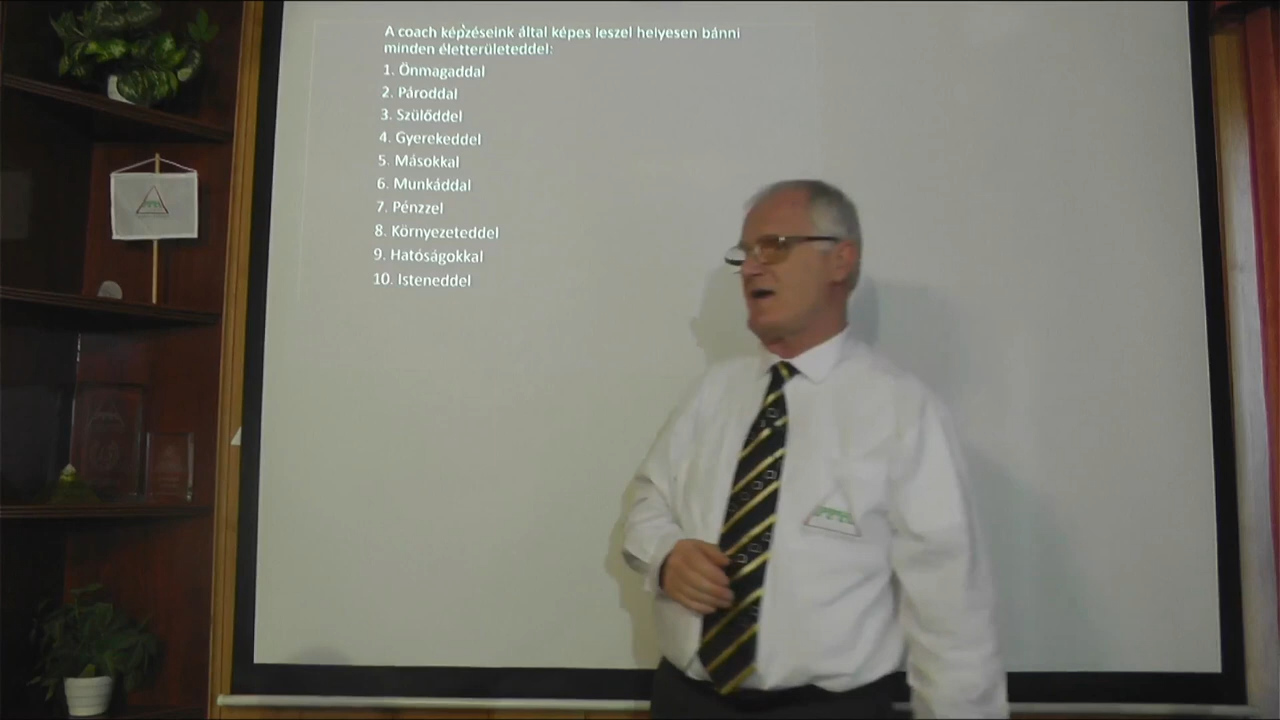 A coach képzéseink által képes leszel helyesen bánni
minden életterületeddel:
1. Önmagaddal
2. Pároddal
3. Szülőddel
4. Gyerekeddel
5. Másokkal
6. Munkáddal
7. Pénzzel
8. Környezeteddel
9. Hatóságokkal
10. Isteneddel